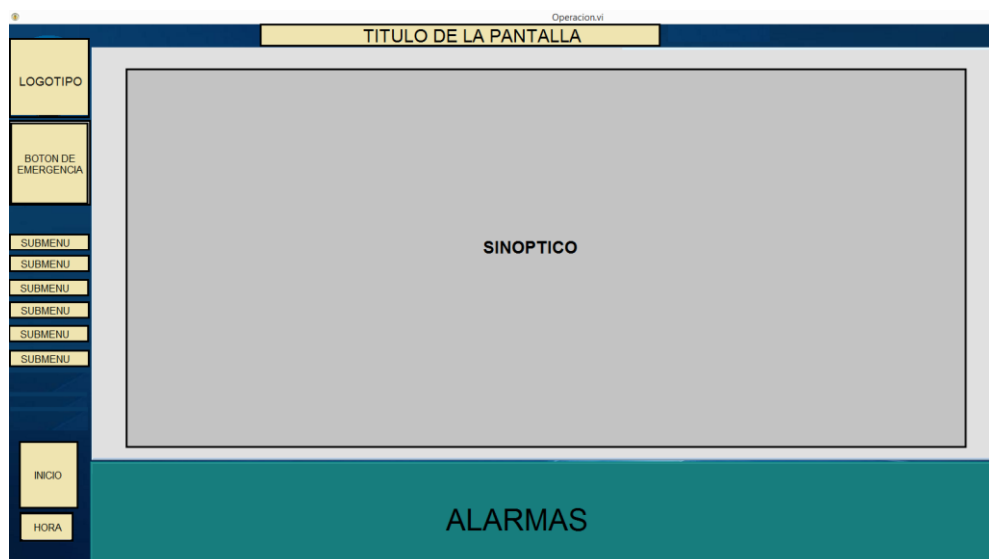 Operacion.vi
TITULO DE LA PANTALLA
LOGOTIPO
BOTON DE
EMERGENCIA
SUBMENU
SUBMENU
SUBMENU
SUBMENU
SUBMENU
SUBMENU
SINOPTICO
INICIO
HORA
ALARMAS